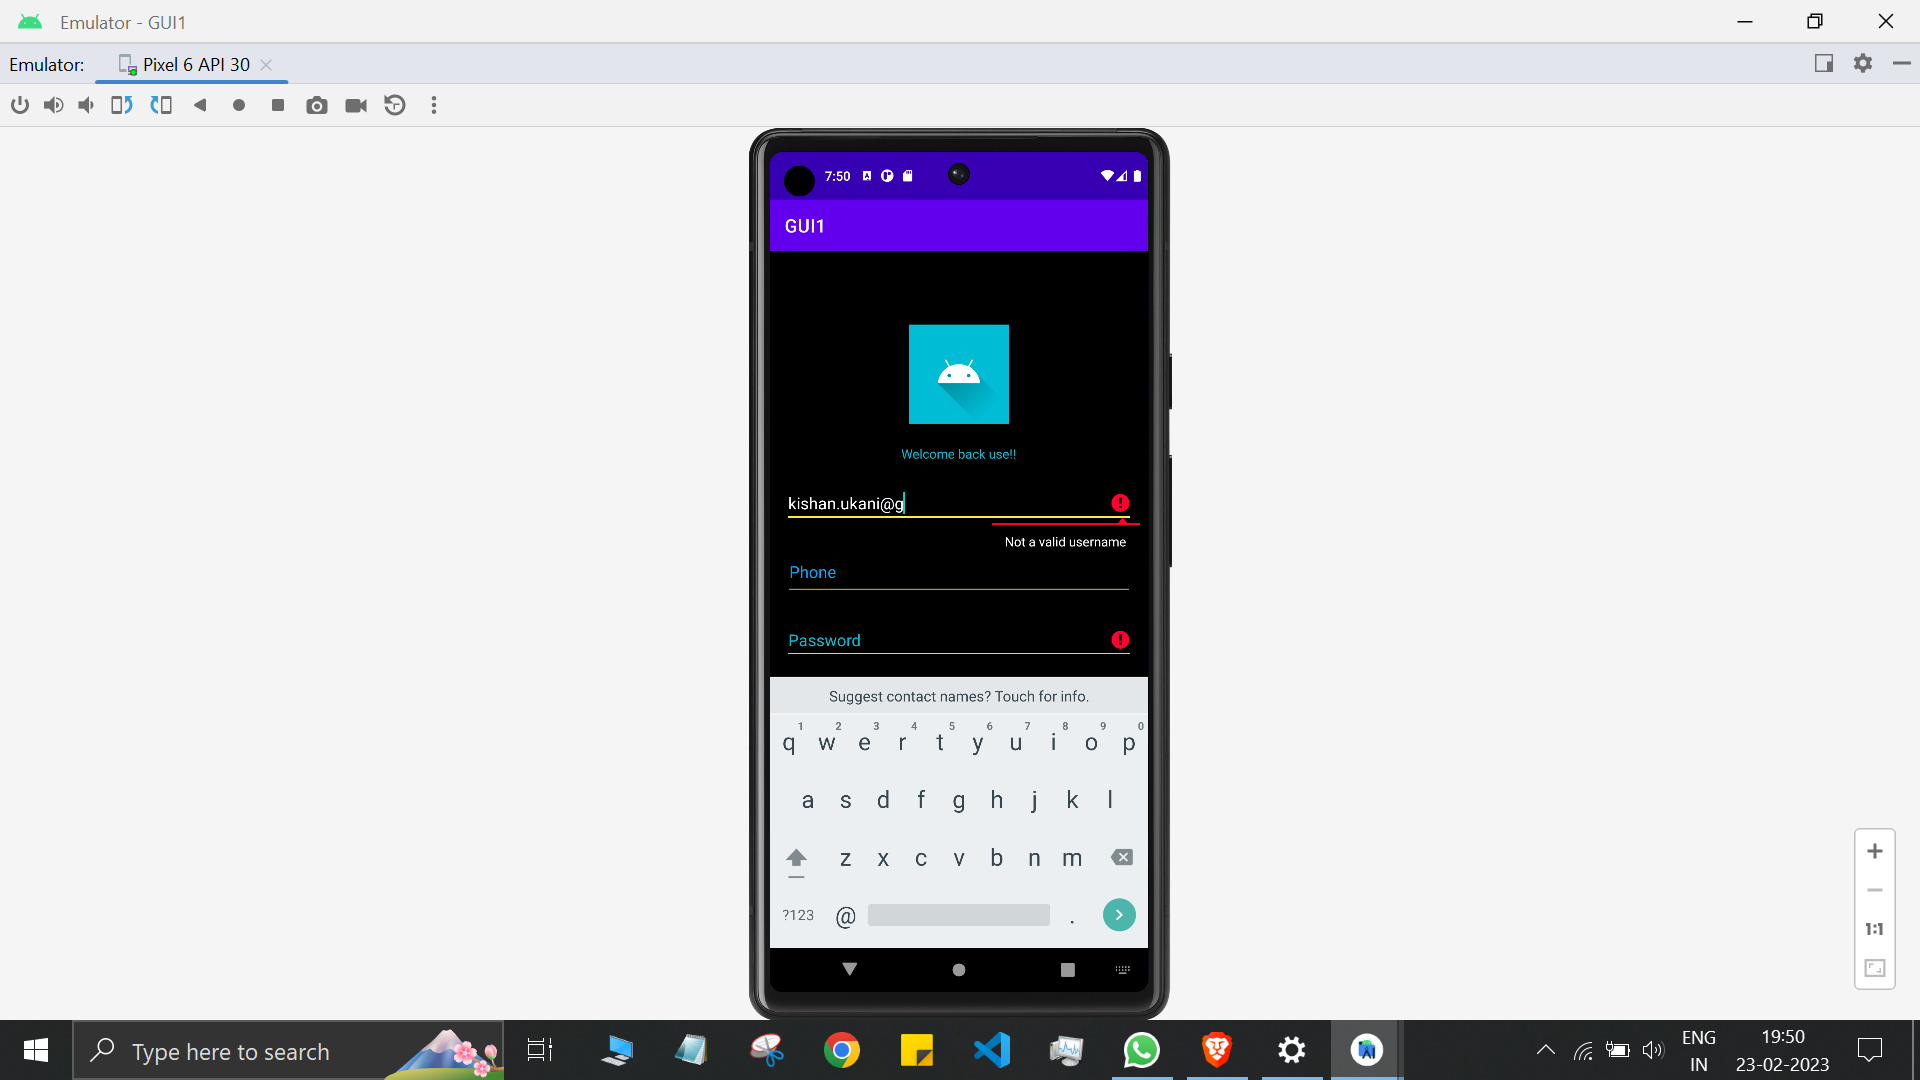 Emulator - GUI1
Emulator: Pixel 6 API 30
7:50
GUI1
Welcome back use!!
kishan.ukani@g
Not a valid username
Phone
Password
Suggest contact names? Touch for info.
1 2 3 4 5 6 7 8 9 0
q w e r t y u i o p
a s d f g h j k l
z x c v b n m
?123 @ .
1:1
Type here to search
ENG
IN
19:50
23-02-2023